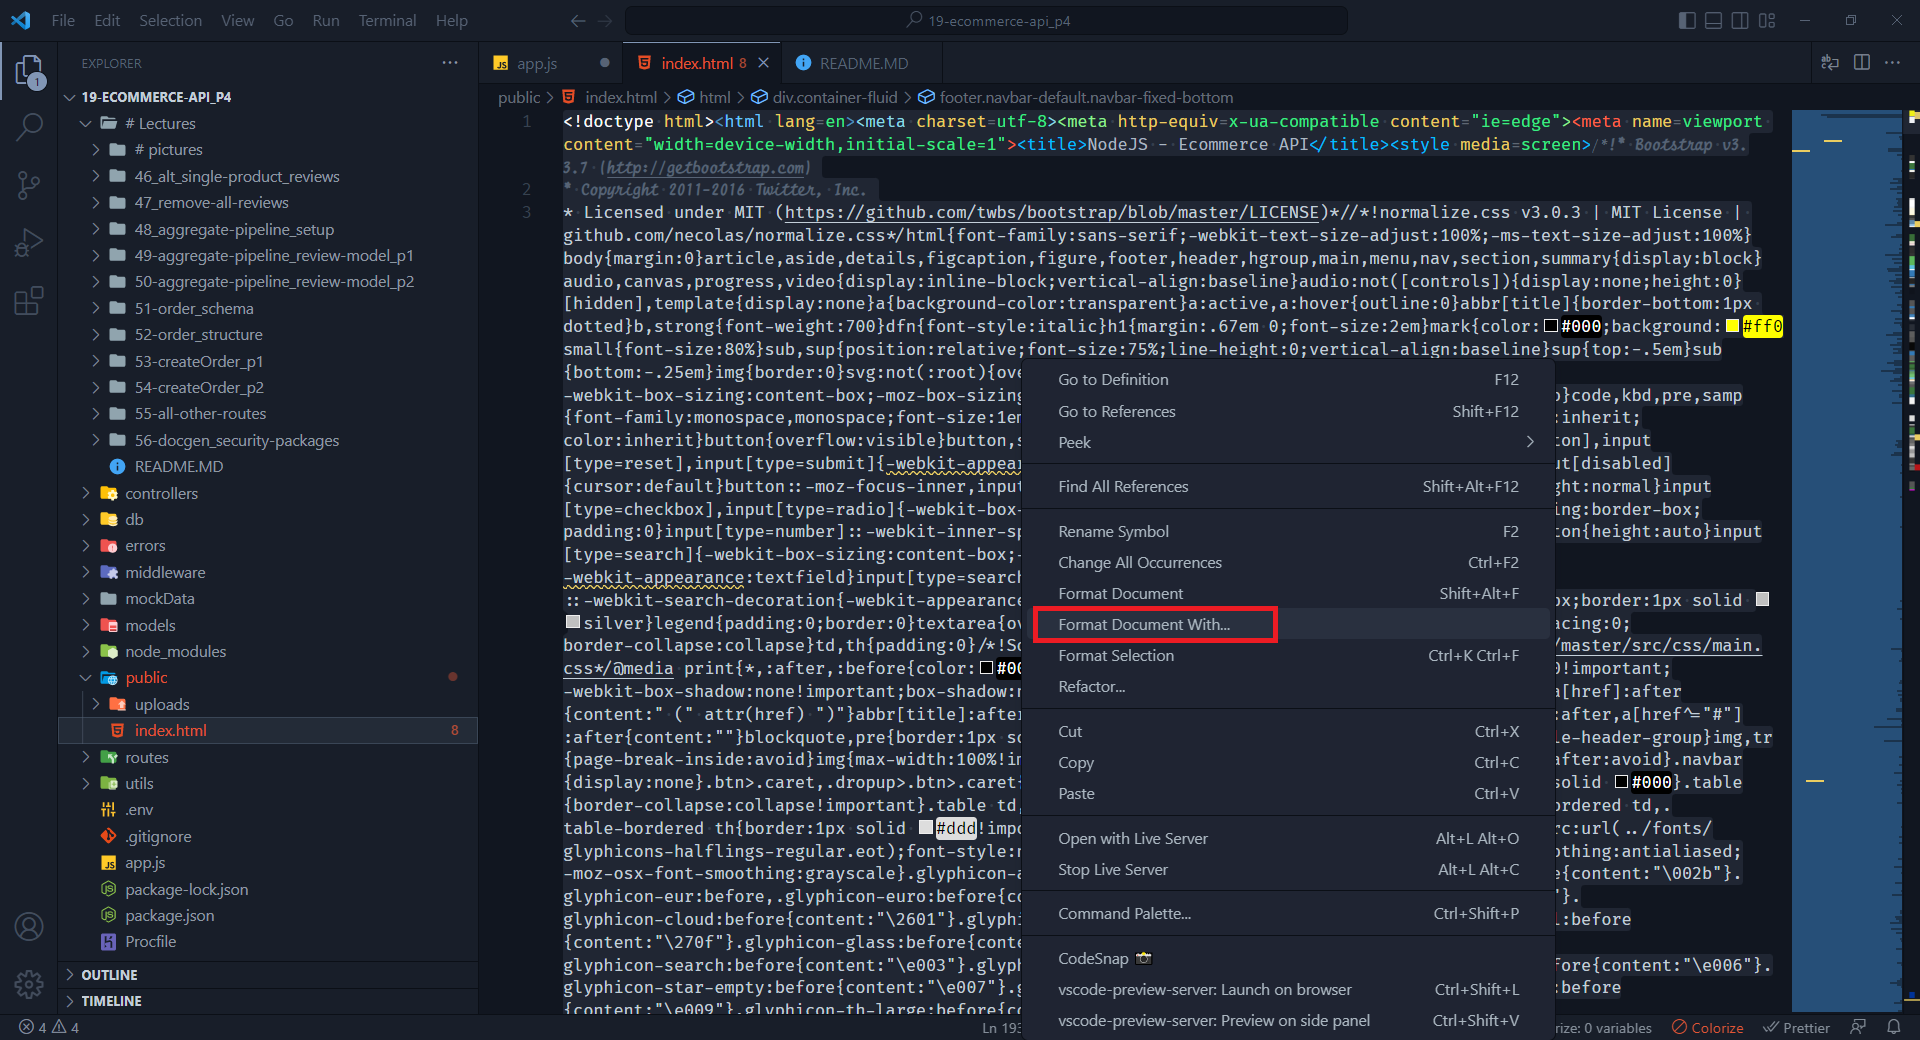 File Edit Selection View Go Run Terminal Help
19-ecommerce-api_p4
EXPLORER
19-ECOMMERCE-API_P4
# Lectures
# pictures
46_alt_single-product_reviews
47_remove-all-reviews
48_aggregate-pipeline_setup
49-aggregate-pipeline_review-model_p1
50-aggregate-pipeline_review-model_p2
51-order_schema
52-order_structure
53-createOrder_p1
54-createOrder_p2
55-all-other-routes
56-docgen_security-packages
README.MD
controllers
db
errors
middleware
mockData
models
node_modules
public
uploads
index.html 8
routes
utils
.env
.gitignore
app.js
package-lock.json
package.json
Procfile
OUTLINE
TIMELINE
1
app.js
index.html 8
README.MD
public > index.html > html > div.container-fluid > footer.navbar-default.navbar-fixed-bottom
1 <!doctype html><html lang=en><meta charset=utf-8><meta http-equiv=x-ua-compatible content="ie=edge"><meta name=viewport
content="width=device-width,initial-scale=1"><title>NodeJS - Ecommerce API</title><style media=screen>/*!* Bootstrap v3.
3.7 (http://getbootstrap.com)
2 * Copyright 2011-2016 Twitter, Inc.
3 * Licensed under MIT (https://github.com/twbs/bootstrap/blob/master/LICENSE)*//*!normalize.css v3.0.3 | MIT License |
github.com/necolas/normalize.css*/html{font-family:sans-serif;-webkit-text-size-adjust:100%;-ms-text-size-adjust:100%}
body{margin:0}article,aside,details,figcaption,figure,footer,header,hgroup,main,menu,nav,section,summary{display:block}
audio,canvas,progress,video{display:inline-block;vertical-align:baseline}audio:not([controls]){display:none;height:0}
[hidden],template{display:none}a{background-color:transparent}a:active,a:hover{outline:0}abbr[title]{border-bottom:1px
dotted}b,strong{font-weight:700}dfn{font-style:italic}h1{margin:.67em 0;font-size:2em}mark{color:#000;background:#ff0
small{font-size:80%}sub,sup{position:relative;font-size:75%;line-height:0;vertical-align:baseline}sup{top:-.5em}sub
{bottom:-.25em}img{border:0}svg:not(:root){ove
-webkit-box-sizing:content-box;-moz-box-sizing }code,kbd,pre,samp
{font-family:monospace,monospace;font-size:1em :inherit;
color:inherit}button{overflow:visible}button,s ton],input
[type=reset],input[type=submit]{-webkit-appear ut[disabled]
{cursor:default}button::-moz-focus-inner,input ght:normal}input
[type=checkbox],input[type=radio]{-webkit-box- ing:border-box;
padding:0}input[type=number]::-webkit-inner-sp ton{height:auto}input
[type=search]{-webkit-box-sizing:content-box;-
-webkit-appearance:textfield}input[type=search
::-webkit-search-decoration{-webkit-appearance px;border:1px solid
silver}legend{padding:0;border:0}textarea{ov acing:0;
border-collapse:collapse}td,th{padding:0}/*!So /master/src/css/main.
css*/@media print{*,:after,:before{color:#00 0!important;
-webkit-box-shadow:none!important;box-shadow:n a[href]:after
{content:" (" attr(href) ")"}abbr[title]:after :after,a[href^="#"]
:after{content:""}blockquote,pre{border:1px so le-header-group}img,tr
{page-break-inside:avoid}img{max-width:100%!im after:avoid}.navbar
{display:none}.btn>.caret,.dropup>.btn>.caret solid #000}.table
{border-collapse:collapse!important}.table td, ordered td,.
table-bordered th{border:1px solid #ddd!impo rc:url(../fonts/
glyphicons-halflings-regular.eot);font-style:n othing:antialiased;
-moz-osx-font-smoothing:grayscale}.glyphicon-a e{content:"\002b"}.
glyphicon-eur:before,.glyphicon-euro:before{co "}.
glyphicon-cloud:before{content:"\2601"}.glyphi l:before
{content:"\270f"}.glyphicon-glass:before{conte
glyphicon-search:before{content:"\e003"}.glyph fore{content:"\e006"}.
glyphicon-star-empty:before{content:"\e007"}.g :before
{content:"\e009"}.glyphicon-th-large:before{co
Go to Definition F12
Go to References Shift+F12
Peek
Find All References Shift+Alt+F12
Rename Symbol F2
Change All Occurrences Ctrl+F2
Format Document Shift+Alt+F
Format Document With...
Format Selection Ctrl+K Ctrl+F
Refactor...
Cut Ctrl+X
Copy Ctrl+C
Paste Ctrl+V
Open with Live Server Alt+L Alt+O
Stop Live Server Alt+L Alt+C
Command Palette... Ctrl+Shift+P
CodeSnap
vscode-preview-server: Launch on browser Ctrl+Shift+L
vscode-preview-server: Preview on side panel Ctrl+Shift+V
4 4
Ln 193
rize: 0 variables Colorize Prettier